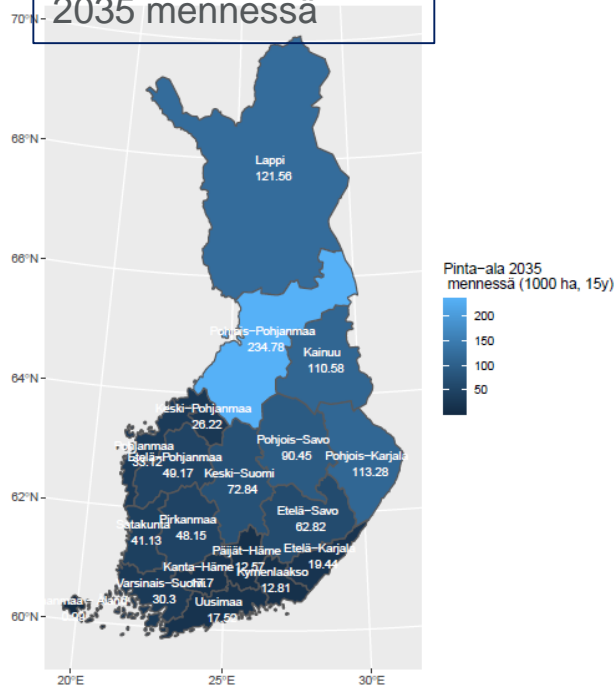 2035 mennessä
70°N
68°N
66°N
64°N
62°N
60°N
20°E
25°E
30°E
Lappi
121.56
Pohjois−Pohjanmaa
234.78
Kainuu
110.58
Keski−Pohjanmaa
26.22
Pohjanmaa
33.12
Etelä−Pohjanmaa
49.17
Keski−Suomi
72.84
Pohjois−Savo
90.45
Pohjois−Karjala
113.28
Etelä−Savo
62.82
Satakunta
41.13
Pirkanmaa
48.15
Päijät−Häme
12.57
Etelä−Karjala
19.44
Kanta−Häme
Kymenlaakso
12.81
Varsinais−Suomi
30.3
Uusimaa
17.59
Pinta−ala 2035
mennessä (1000 ha, 15y)
200
150
100
50